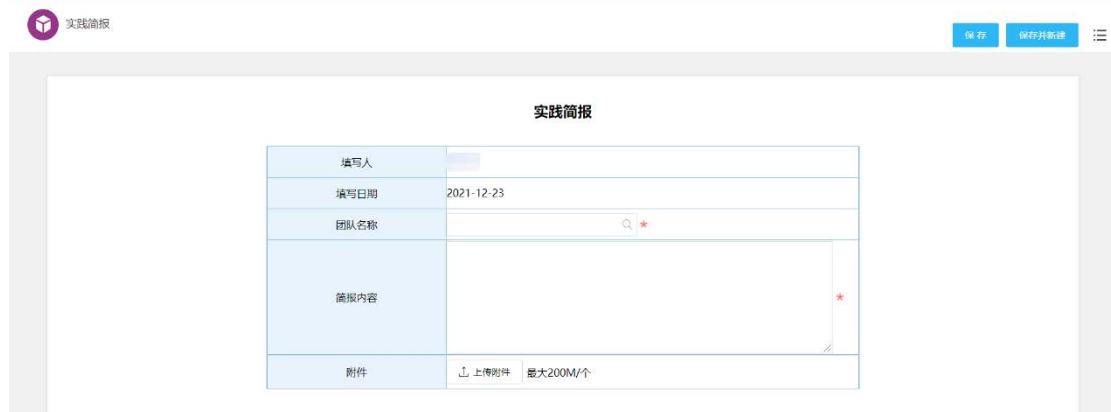 实践简报
保存 保存并新建
实践简报
填写人
填写日期 2021-12-23
团队名称 *
简报内容 *
附件 上传附件 最大200M/个